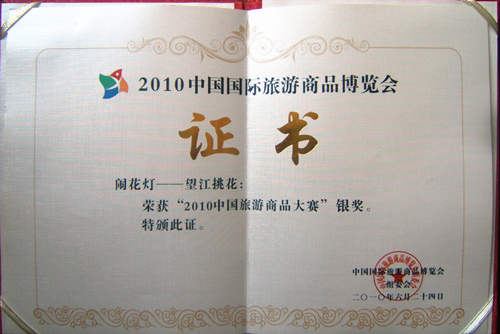 2010中国国际旅游商品博览会
证书
闹花灯——望江挑花：
荣获“2010中国旅游商品大赛”银奖。
特颁此证。
中国国际旅游商品博览会
组委会
二〇一〇年六月二十四日